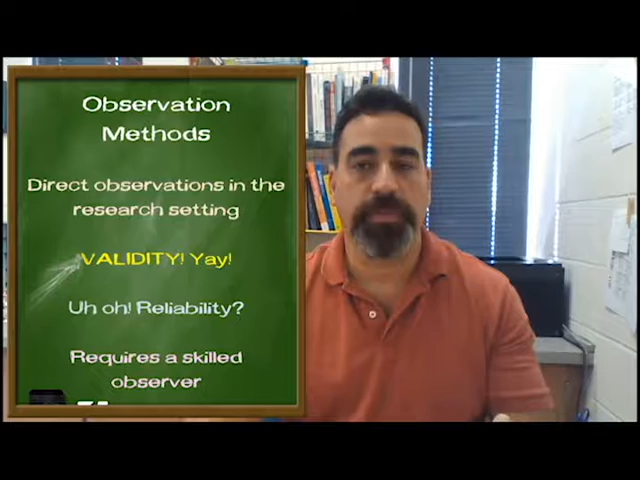 Observation
Methods
Direct observations in the
research setting
VALIDITY! Yay!
Uh oh! Reliability?
Requires a skilled
observer